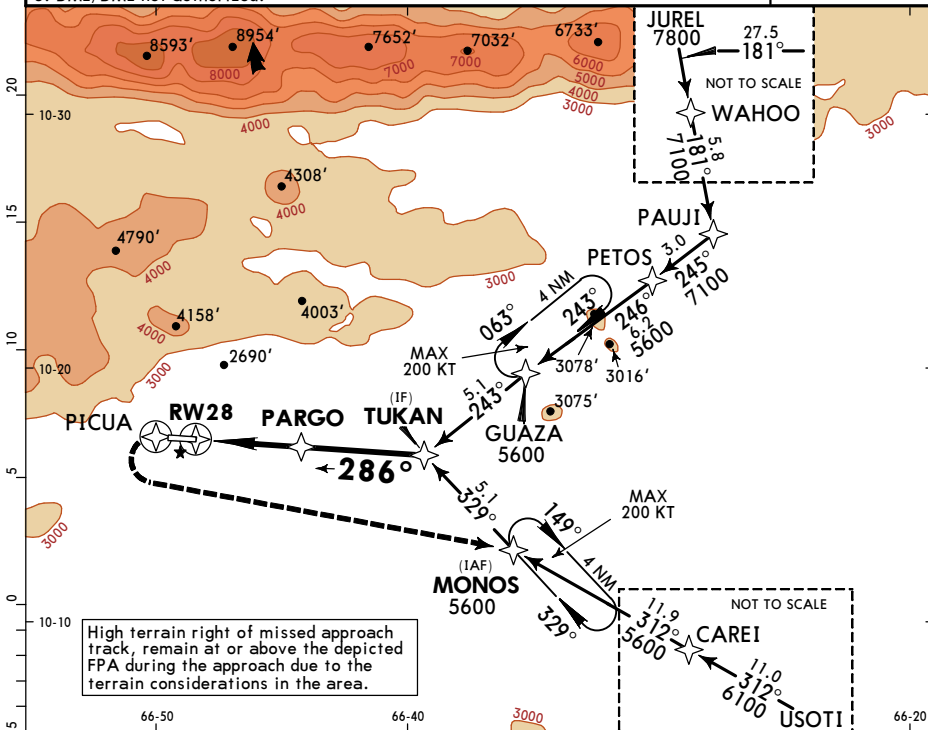 JUREL
7800
27.5
181°
NOT TO SCALE
WAHOO
5.8
181°
7100
8593'
8954'
7652'
7032'
6733'
8000
7000
7000
6000
5000
4000
3000
4000
3000
20
10-30
4308'
4000
15
4790'
4000
PAUJI
3.0
245°
7100
PETOS
246°
6.2
5600
3000
4 NM
063°
243°
4158'
4000
4003'
10
MAX
200 KT
3078'
3016'
10-20
3000
2690'
5.1
243°
3075'
GUAZA
5600
PICUA
RW28
PARGO
(IF)
TUKAN
286°
5
5.1
329°
MAX
200 KT
149°
4 NM
329°
3000
(IAF)
MONOS
5600
0
10-10
11.9
312°
5600
NOT TO SCALE
CAREI
11.0
312°
6100
USOTI
High terrain right of missed approach
track, remain at or above the depicted
FPA during the approach due to the
terrain considerations in the area.
5
66-50
66-40
3000
66-20